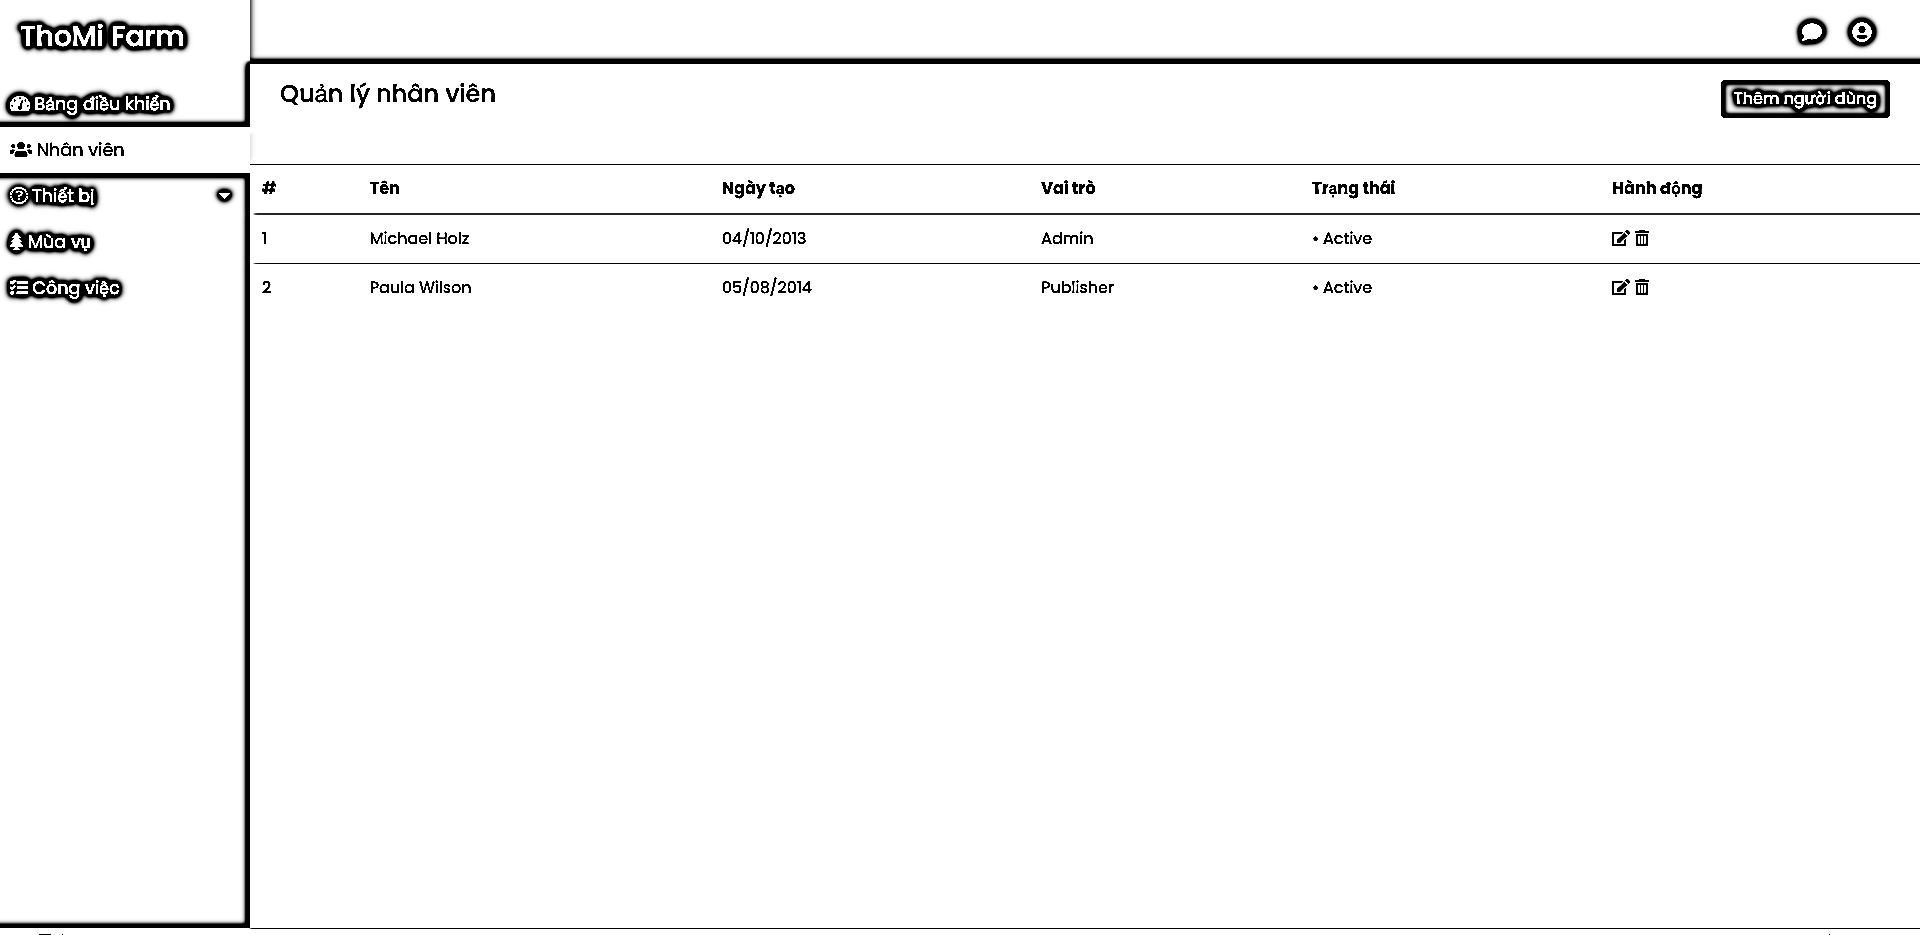 ThoMi Farm
Bảng điều khiển
Nhân viên
Thiết bị
Mùa vụ
Công việc
Quản lý nhân viên
Thêm người dùng
# Tên Ngày tạo Vai trò Trạng thái Hành động
1 Michael Holz 04/10/2013 Admin • Active
2 Paula Wilson 05/08/2014 Publisher • Active